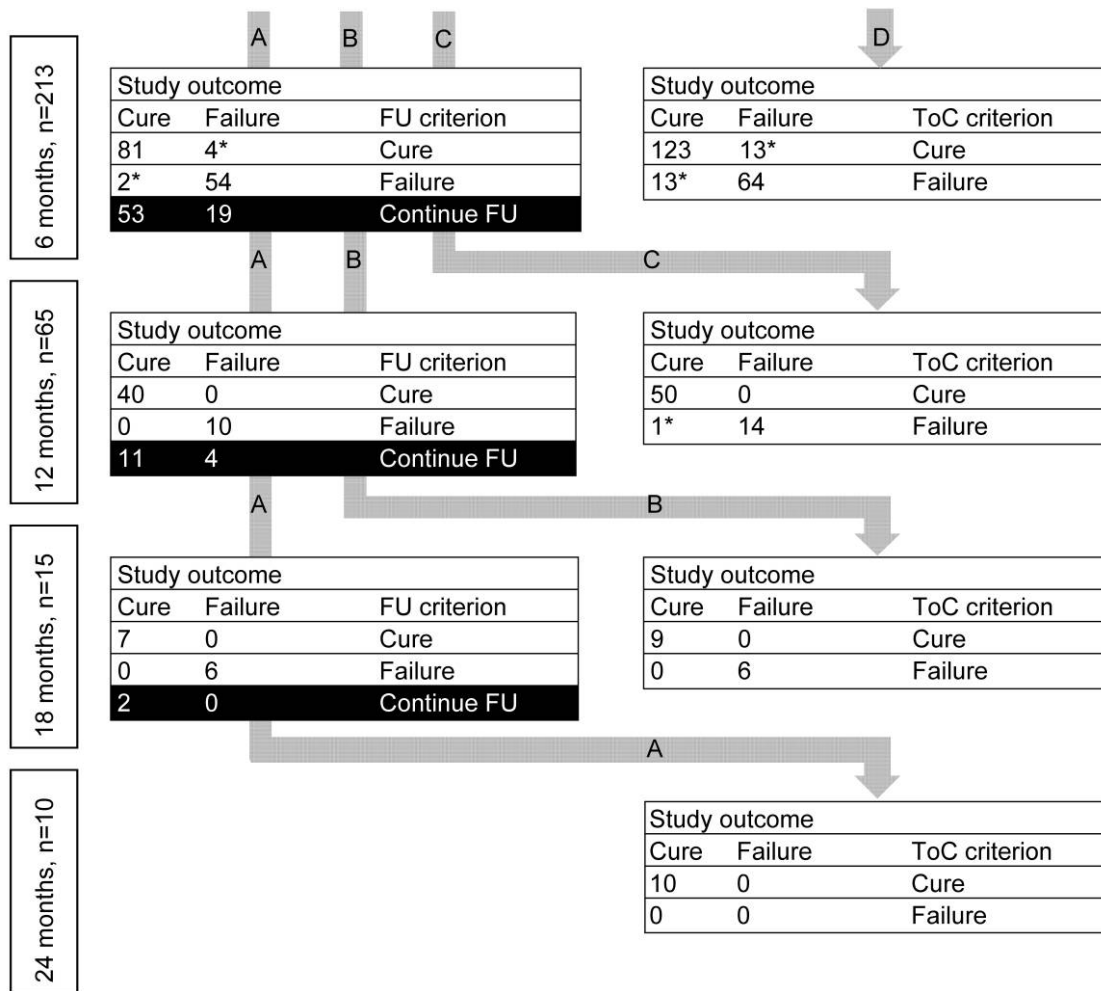 A B C D
6 months, n=213
Study outcome
Cure Failure FU criterion
81 4* Cure
2* 54 Failure
53 19 Continue FU
Study outcome
Cure Failure ToC criterion
123 13* Cure
13* 64 Failure
A B C
12 months, n=65
Study outcome
Cure Failure FU criterion
40 0 Cure
0 10 Failure
11 4 Continue FU
Study outcome
Cure Failure ToC criterion
50 0 Cure
1* 14 Failure
A B
18 months, n=15
Study outcome
Cure Failure FU criterion
7 0 Cure
0 6 Failure
2 0 Continue FU
Study outcome
Cure Failure ToC criterion
9 0 Cure
0 6 Failure
A
24 months, n=10
Study outcome
Cure Failure ToC criterion
10 0 Cure
0 0 Failure